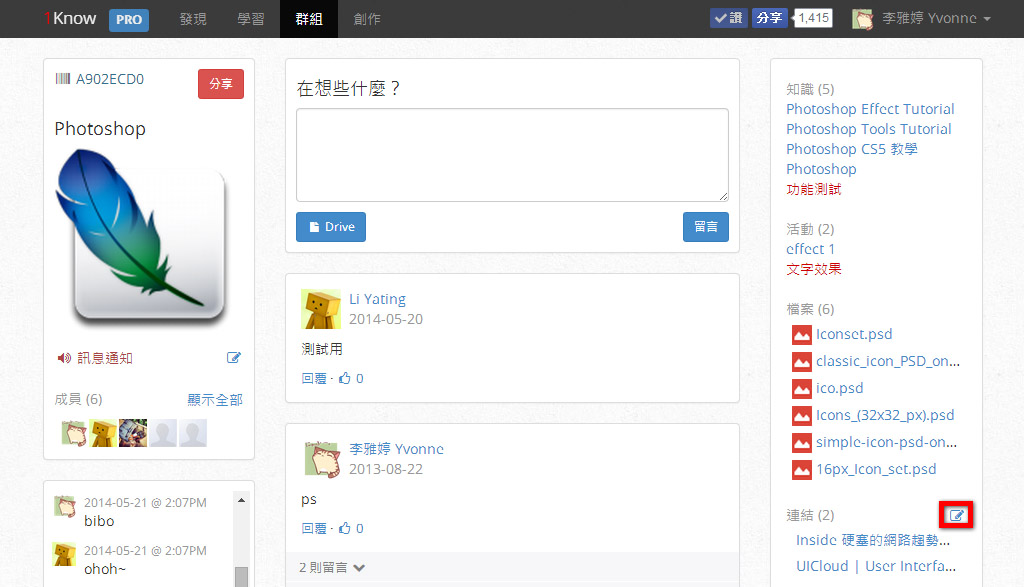 1Know PRO 發現 學習 群組 創作 讚 分享 1,415 李雅婷 Yvonne
A902ECD0 分享
Photoshop
訊息通知
成員 (6) 顯示全部
2014-05-21 @ 2:07PM
bibo
2014-05-21 @ 2:07PM
ohoh~
在想些什麼？
Drive 留言
Li Yating
2014-05-20
測試用
回覆 · 0
李雅婷 Yvonne
2013-08-22
ps
回覆 · 0
2 則留言
知識 (5)
Photoshop Effect Tutorial
Photoshop Tools Tutorial
Photoshop CS5 教學
Photoshop
功能測試
活動 (2)
effect 1
文字效果
檔案 (6)
Iconset.psd
classic_icon_PSD_on...
ico.psd
Icons_(32x32_px).psd
simple-icon-psd-on...
16px_Icon_set.psd
連結 (2)
Inside 硬塞的網路趨勢...
UICloud | User Interfa...